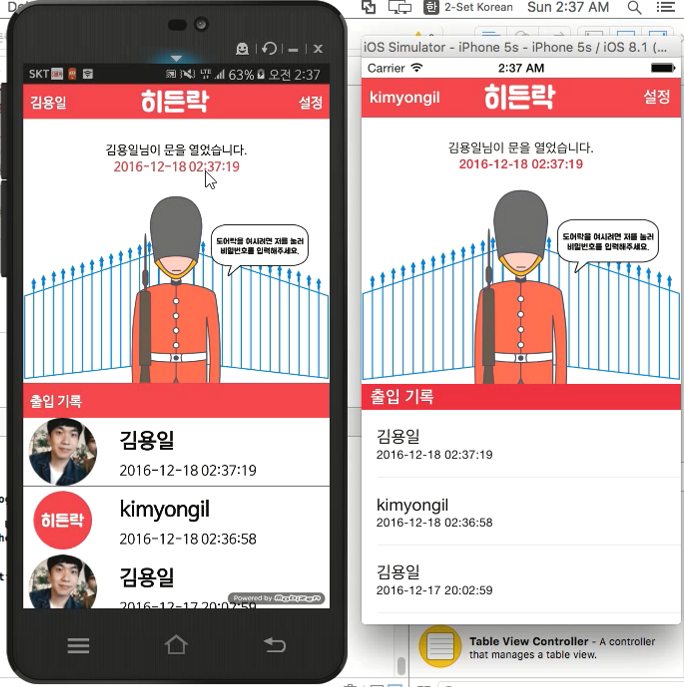 2-Set Korean Sun 2:37 AM
한
SKT
LTE 63% 오전 2:37
김용일 히든락 설정
김용일님이 문을 열었습니다.
2016-12-18 02:37:19
도어락을 여시려면 저를 눌러
비밀번호를 입력해주세요.
출입 기록
김용일
2016-12-18 02:37:19
히든락
kimyongil
2016-12-18 02:36:58
김용일
2016-12-17 20:02:59
Powered by Mobizen
iOS Simulator - iPhone 5s - iPhone 5s / iOS 8.1 (...
Carrier 2:37 AM
kimyongil 히든락 설정
김용일님이 문을 열었습니다.
2016-12-18 02:37:19
도어락을 여시려면 저를 눌러
비밀번호를 입력해주세요.
출입 기록
김용일
2016-12-18 02:37:19
kimyongil
2016-12-18 02:36:58
김용일
2016-12-17 20:02:59
Table View Controller - A controller
that manages a table view.